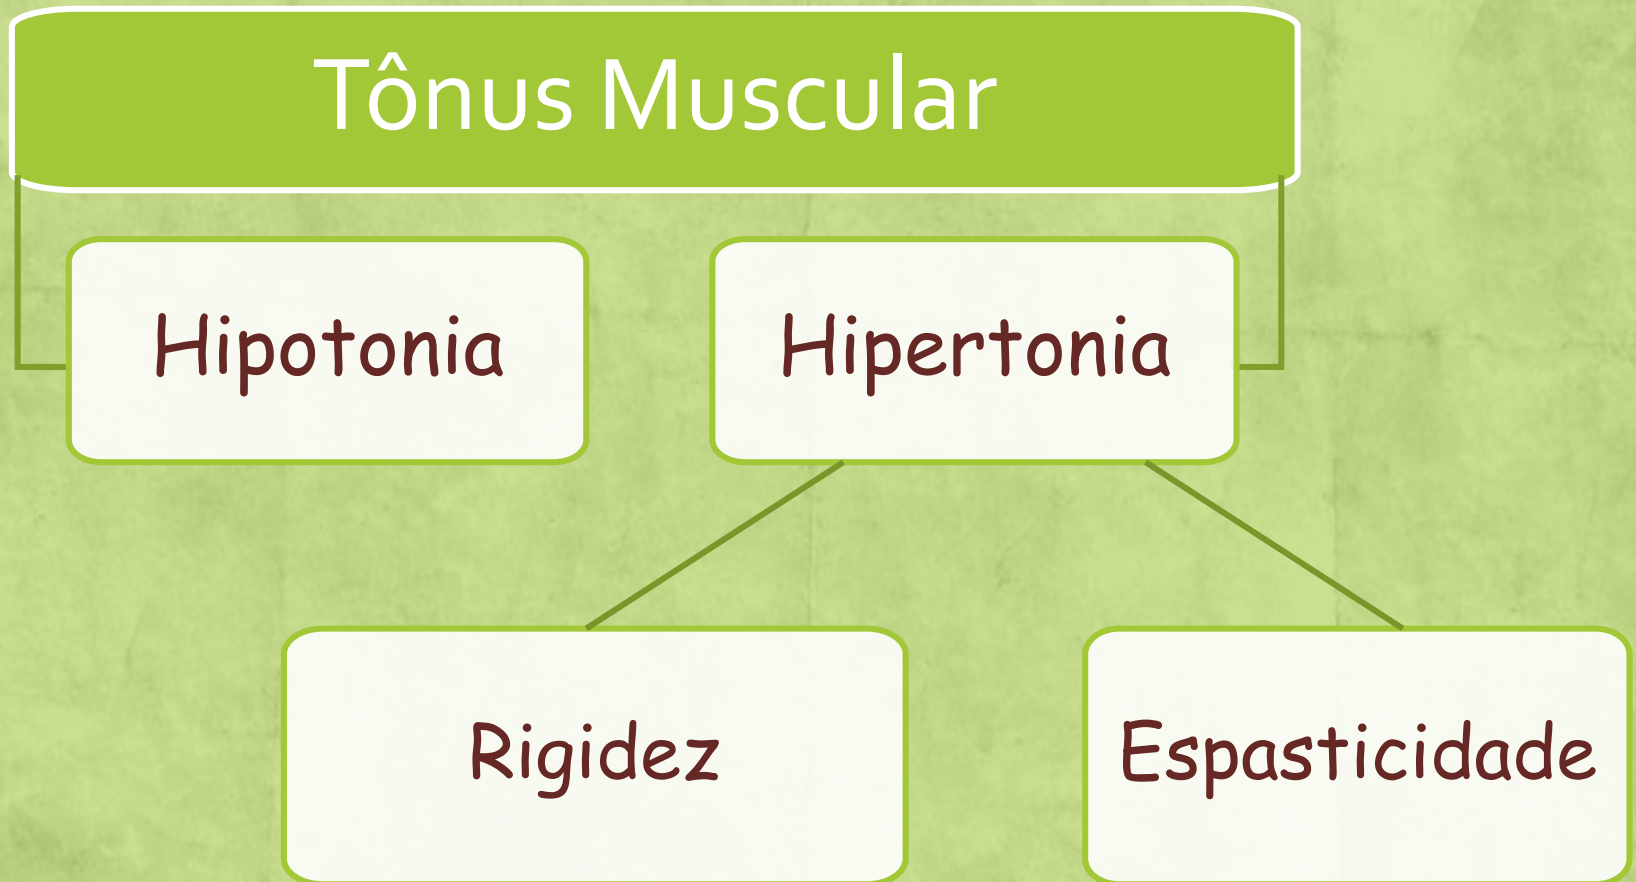 Tônus Muscular
Hipotonia
Hipertonia
Rigidez
Espasticidade